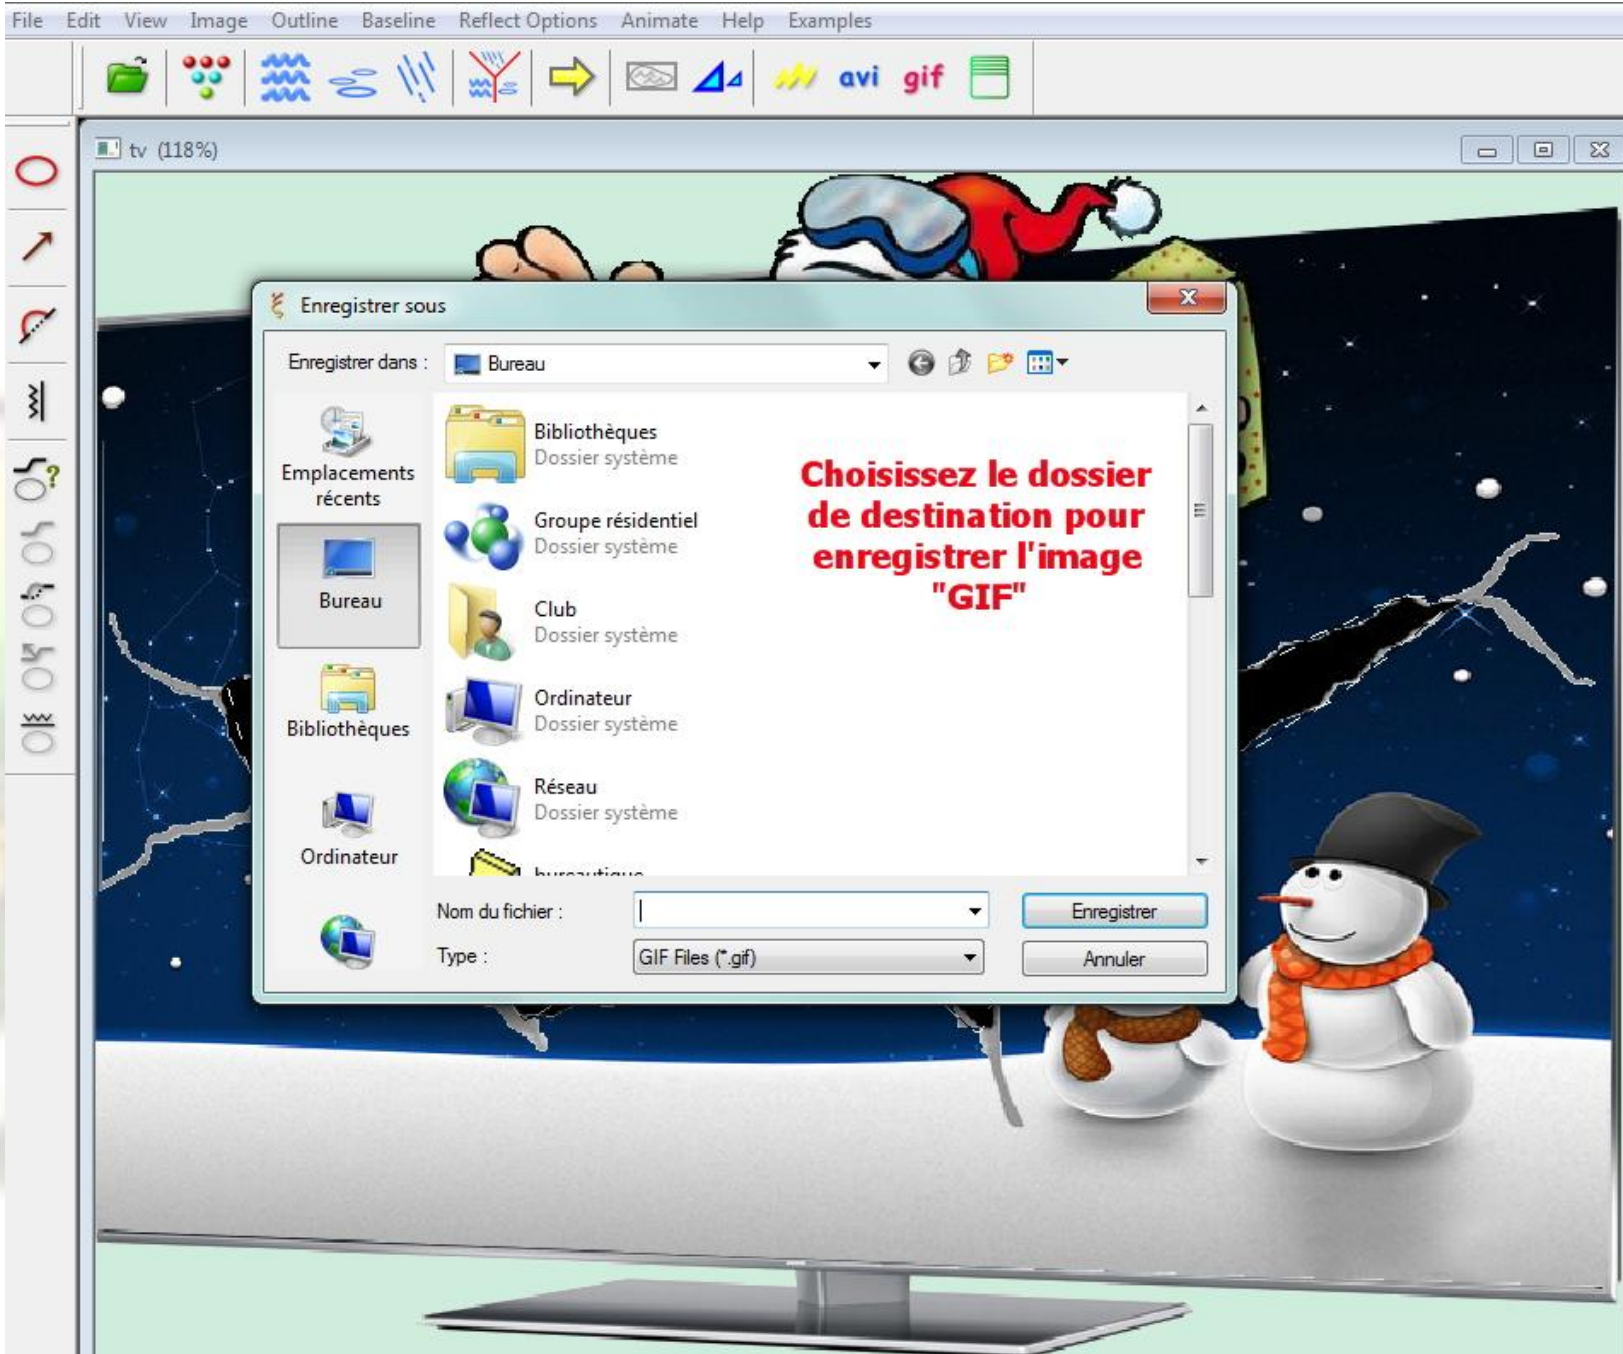 File Edit View Image Outline Baseline Reflect Options Animate Help Examples
avi gif
tv (118%)
Enregistrer sous
Enregistrer dans :
Bureau
Emplacements
récents
Bureau
Bibliothèques
Ordinateur
Bibliothèques
Dossier système
Groupe résidentiel
Dossier système
Club
Dossier système
Ordinateur
Dossier système
Réseau
Dossier système
bureautique
Choisissez le dossier
de destination pour
enregistrer l'image
"GIF"
Nom du fichier :
Enregistrer
Type :
GIF Files (*.gif)
Annuler